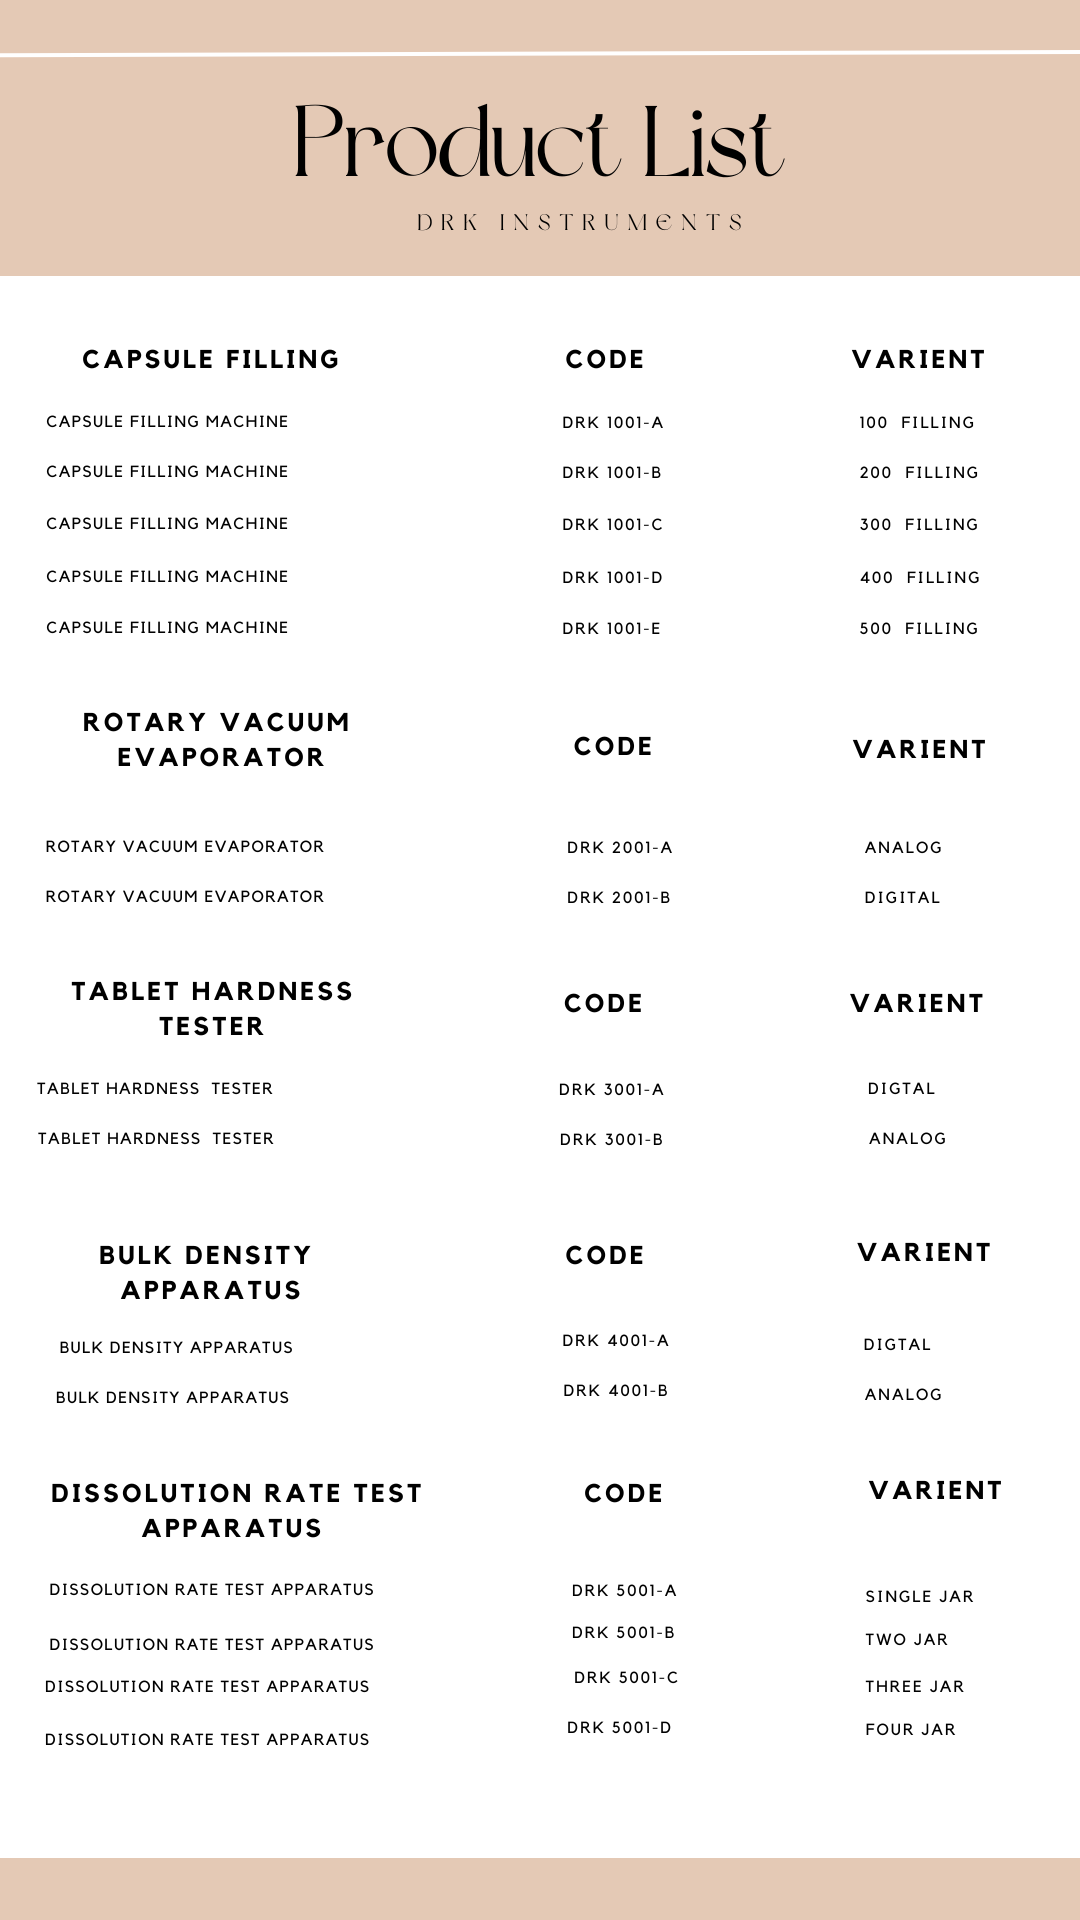 Product List
DRK INSTRUMENTS
CAPSULE FILLING CODE VARIENT
CAPSULE FILLING MACHINE DRK 1001-A 100 FILLING
CAPSULE FILLING MACHINE DRK 1001-B 200 FILLING
CAPSULE FILLING MACHINE DRK 1001-C 300 FILLING
CAPSULE FILLING MACHINE DRK 1001-D 400 FILLING
CAPSULE FILLING MACHINE DRK 1001-E 500 FILLING
ROTARY VACUUM
EVAPORATOR CODE VARIENT
ROTARY VACUUM EVAPORATOR DRK 2001-A ANALOG
ROTARY VACUUM EVAPORATOR DRK 2001-B DIGITAL
TABLET HARDNESS
TESTER CODE VARIENT
TABLET HARDNESS TESTER DRK 3001-A DIGTAL
TABLET HARDNESS TESTER DRK 3001-B ANALOG
BULK DENSITY
APPARATUS CODE VARIENT
BULK DENSITY APPARATUS DRK 4001-A DIGTAL
BULK DENSITY APPARATUS DRK 4001-B ANALOG
DISSOLUTION RATE TEST
APPARATUS CODE VARIENT
DISSOLUTION RATE TEST APPARATUS DRK 5001-A SINGLE JAR
DISSOLUTION RATE TEST APPARATUS DRK 5001-B TWO JAR
DISSOLUTION RATE TEST APPARATUS DRK 5001-C THREE JAR
DISSOLUTION RATE TEST APPARATUS DRK 5001-D FOUR JAR